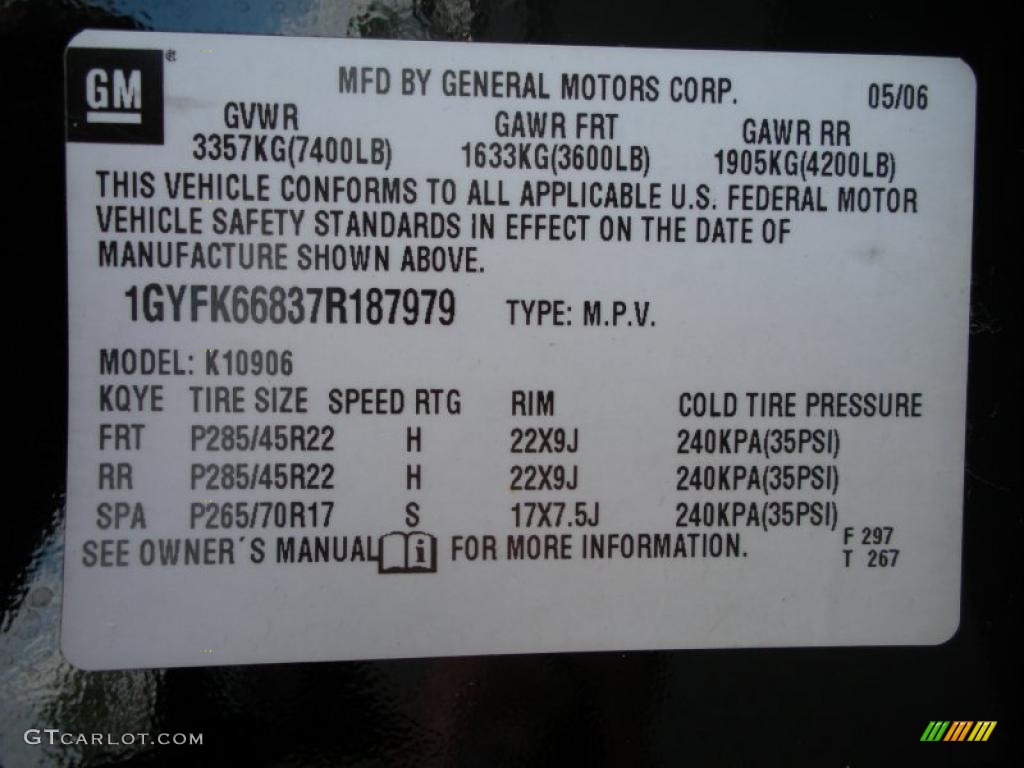 GM
MFD BY GENERAL MOTORS CORP. 05/06
GVWR GAWR FRT GAWR RR
3357KG(7400LB) 1633KG(3600LB) 1905KG(4200LB)
THIS VEHICLE CONFORMS TO ALL APPLICABLE U.S. FEDERAL MOTOR
VEHICLE SAFETY STANDARDS IN EFFECT ON THE DATE OF
MANUFACTURE SHOWN ABOVE.
1GYFK66837R187979 TYPE: M.P.V.
MODEL: K10906
KQYE TIRE SIZE SPEED RTG RIM COLD TIRE PRESSURE
FRT P285/45R22 H 22X9J 240KPA(35PSI)
RR P285/45R22 H 22X9J 240KPA(35PSI)
SPA P265/70R17 S 17X7.5J 240KPA(35PSI)
SEE OWNER´S MANUAL i FOR MORE INFORMATION.
F 297
T 267
GTCARLOT.COM